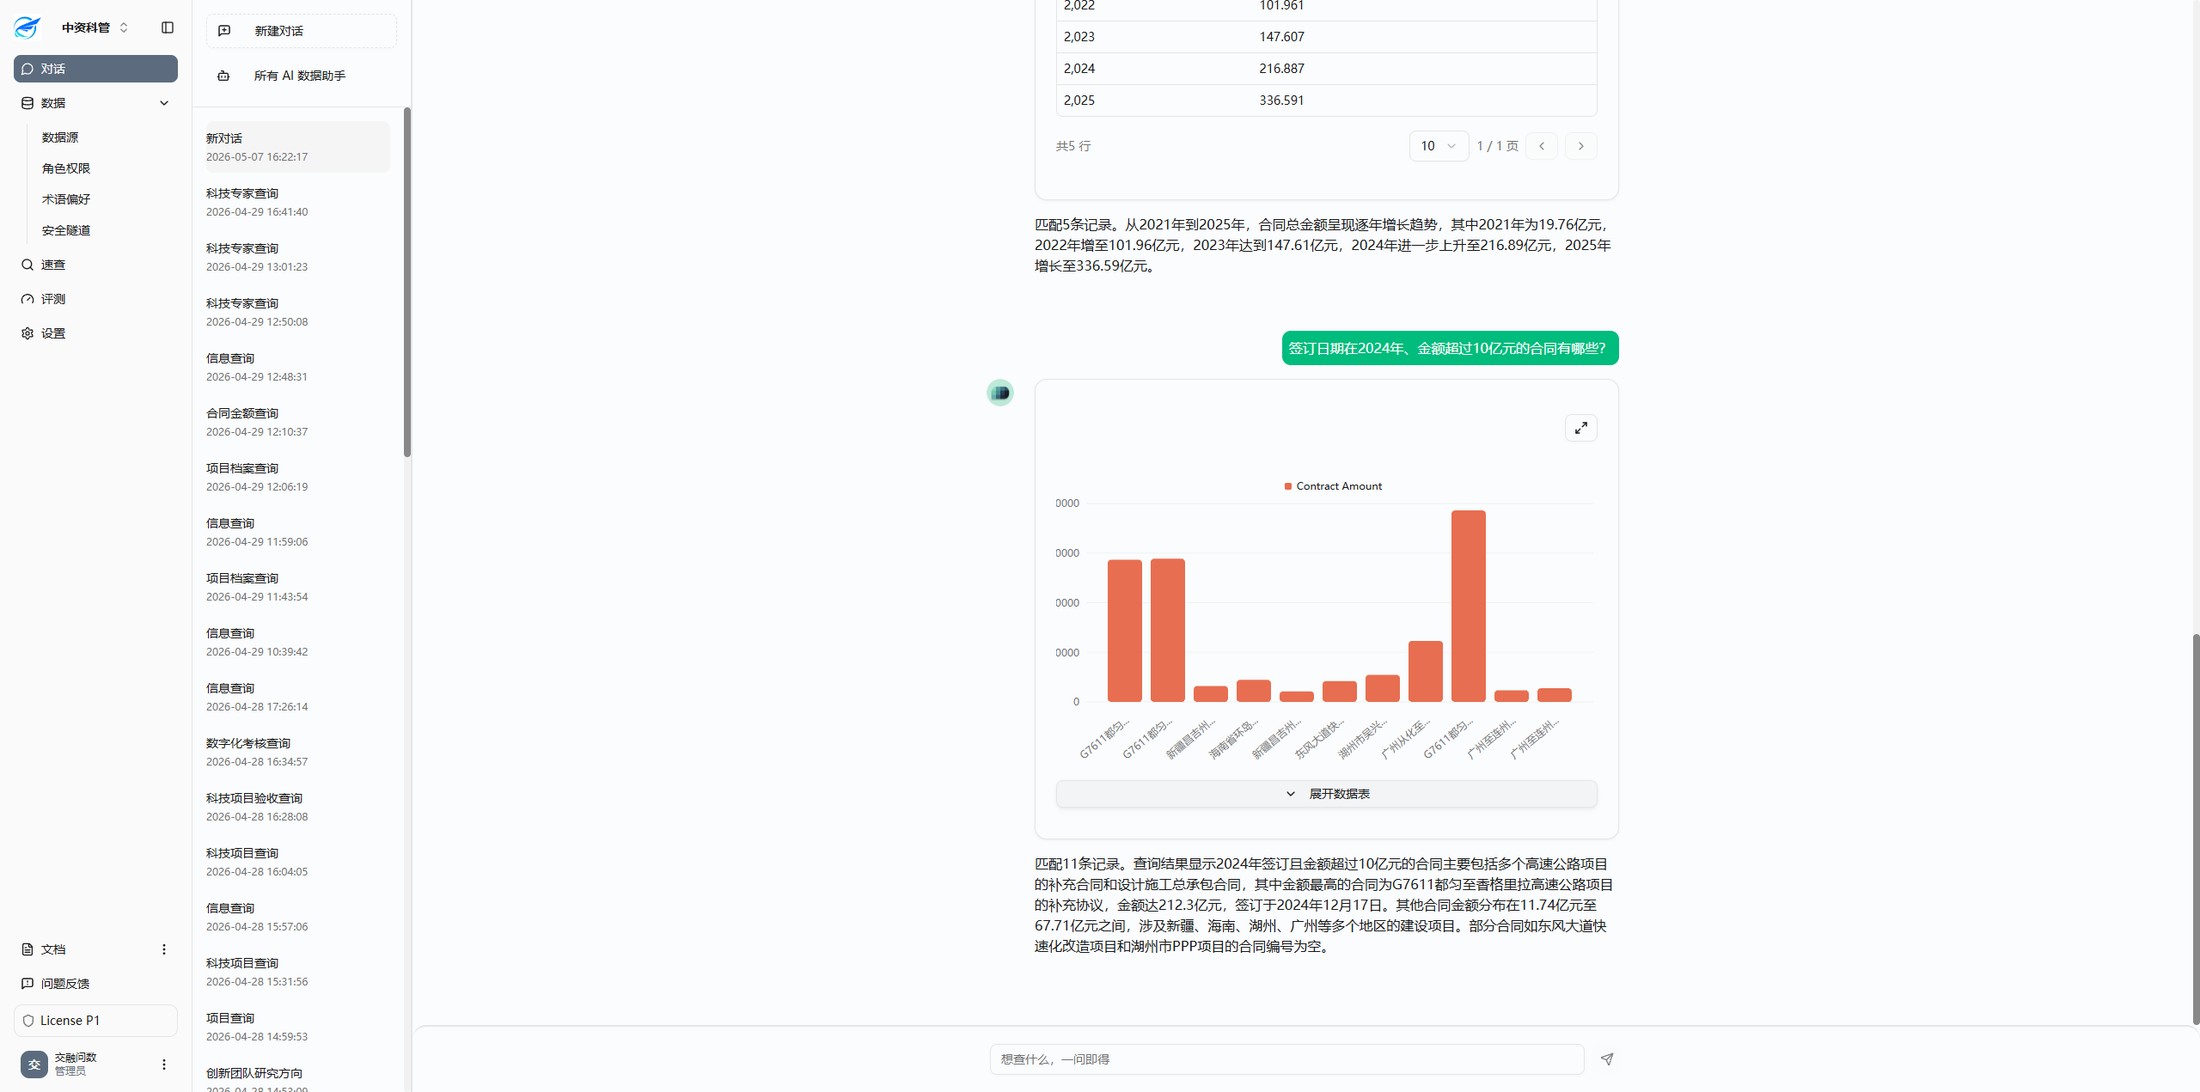 中资科管
对话
数据
数据源
角色权限
术语偏好
安全隧道
速查
评测
设置
文档
问题反馈
License P1
交
交融问数
管理员
新建对话
所有 AI 数据助手
新对话
2026-05-07 16:22:17
科技专家查询
2026-04-29 16:41:40
科技专家查询
2026-04-29 13:01:23
科技专家查询
2026-04-29 12:50:08
信息查询
2026-04-29 12:48:31
合同金额查询
2026-04-29 12:10:37
项目档案查询
2026-04-29 12:06:19
信息查询
2026-04-29 11:59:06
项目档案查询
2026-04-29 11:43:54
信息查询
2026-04-29 10:39:42
信息查询
2026-04-28 17:26:14
数字化考核查询
2026-04-28 16:34:57
科技项目验收查询
2026-04-28 16:28:08
科技项目查询
2026-04-28 16:04:05
信息查询
2026-04-28 15:57:06
科技项目查询
2026-04-28 15:31:56
项目查询
2026-04-28 14:59:53
创新团队研究方向
2026-04-28 14:53:09
2,022 101.961
2,023 147.607
2,024 216.887
2,025 336.591
共5 行 10 1 / 1 页
匹配5条记录。从2021年到2025年，合同总金额呈现逐年增长趋势，其中2021年为19.76亿元，
2022年增至101.96亿元，2023年达到147.61亿元，2024年进一步上升至216.89亿元，2025年
增长至336.59亿元。
签订日期在2024年、金额超过10亿元的合同有哪些?
Contract Amount
0000
0000
0000
0000
0
G7611都匀...
G7611都匀...
新疆昌吉州...
海南省环岛...
新疆昌吉州...
东风大道快...
湖州市吴兴...
广州从化至...
G7611都匀...
广州至连州...
广州至连州...
展开数据表
匹配11条记录。查询结果显示2024年签订且金额超过10亿元的合同主要包括多个高速公路项目
的补充合同和设计施工总承包合同，其中金额最高的合同为G7611都匀至香格里拉高速公路项目
的补充协议，金额达212.3亿元，签订于2024年12月17日。其他合同金额分布在11.74亿元至
67.71亿元之间，涉及新疆、海南、湖州、广州等多个地区的建设项目。部分合同如东风大道快
速化改造项目和湖州市PPP项目的合同编号为空。
想查什么，一问即得